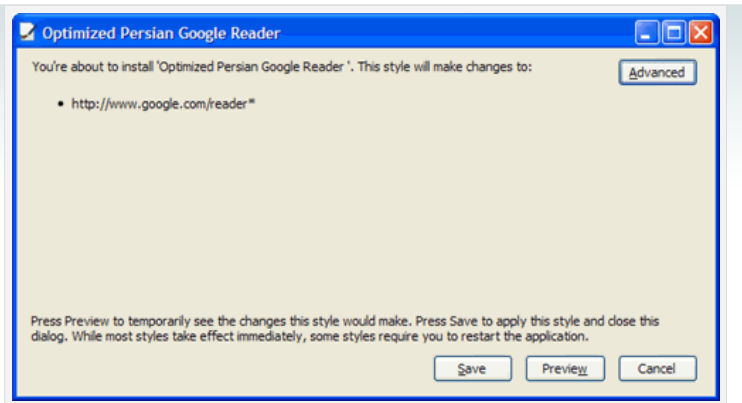 Optimized Persian Google Reader
You're about to install 'Optimized Persian Google Reader '. This style will make changes to:
Advanced
• http://www.google.com/reader*
Press Preview to temporarily see the changes this style would make. Press Save to apply this style and close this
dialog. While most styles take effect immediately, some styles require you to restart the application.
Save Preview Cancel